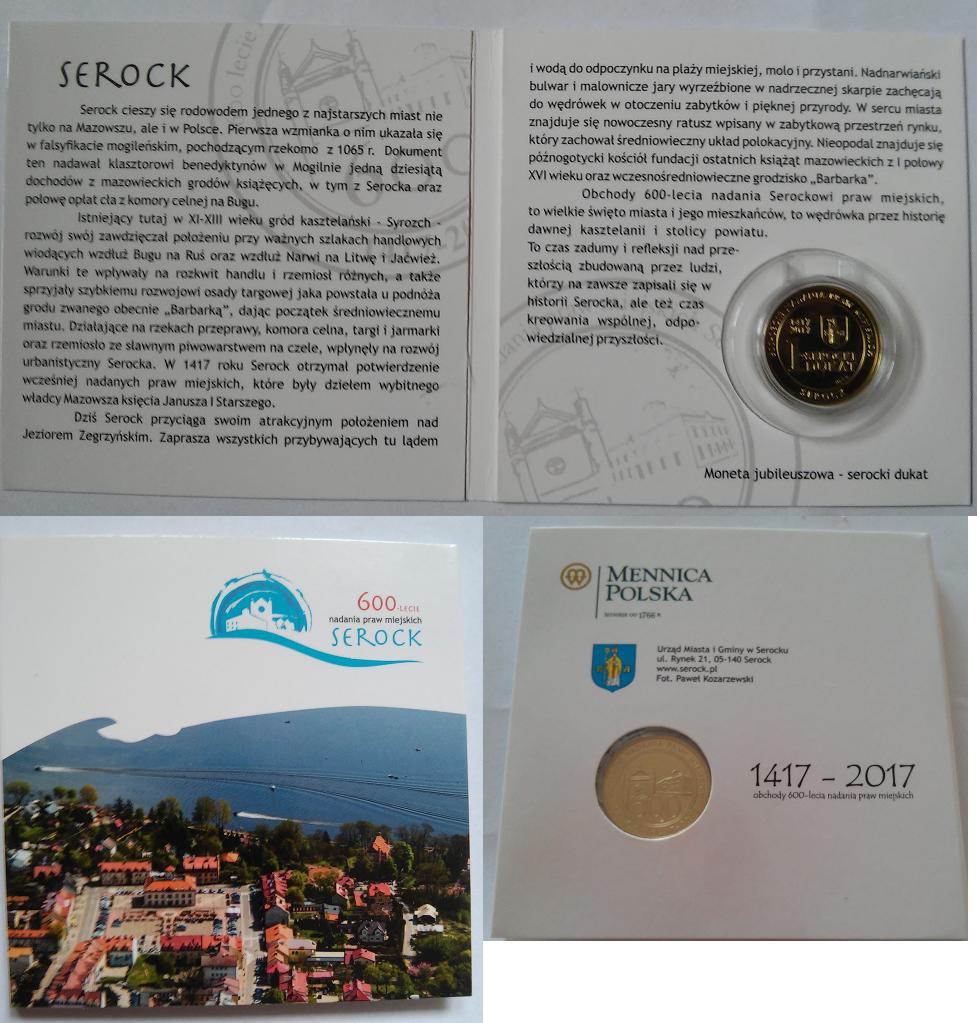 SEROCK
Serock cieszy się rodowodem jednego z najstarszych miast nie
tylko na Mazowszu, ale i w Polsce. Pierwsza wzmianka o nim ukazała się
w falsyfikacie mogileńskim, pochodzącym rzekomo z 1065 r. Dokument
ten nadawał klasztorowi benedyktynów w Mogilnie jedną dziesiątą
dochodów z mazowieckich grodów książęcych, w tym z Serocka oraz
połowę opłat cła z komory celnej na Bugu.
Istniejący tutaj w XI-XIII wieku gród kasztelański - Syrozch -
rozwój swój zawdzięczał położeniu przy ważnych szlakach handlowych
wiodących wzdłuż Bugu na Ruś oraz wzdłuż Narwi na Litwę i Jaćwież.
Warunki te wpływały na rozkwit handlu i rzemiosł różnych, a także
sprzyjały szybkiemu rozwojowi osady targowej jaka powstała u podnóża
grodu zwanego obecnie „Barbarką”, dając początek średniowiecznemu
miastu. Działające na rzekach przeprawy, komora celna, targi i jarmarki
oraz rzemiosło ze sławnym piwowarstwem na czele, wpłynęły na rozwój
urbanistyczny Serocka. W 1417 roku Serock otrzymał potwierdzenie
wcześniej nadanych praw miejskich, które były dziełem wybitnego
władcy Mazowsza księcia Janusza I Starszego.
Dziś Serock przyciąga swoim atrakcyjnym położeniem nad
Jeziorem Zegrzyńskim. Zaprasza wszystkich przybywających tu lądem
i wodą do odpoczynku na plaży miejskiej, molo i przystani. Nadnarwiański
bulwar i malownicze jary wyrzeźbione w nadrzecznej skarpie zachęcają
do wędrówek w otoczeniu zabytków i pięknej przyrody. W sercu miasta
znajduje się nowoczesny ratusz wpisany w zabytkową przestrzeń rynku,
który zachował średniowieczny układ polokacyjny. Nieopodal znajduje się
późnogotycki kościół fundacji ostatnich książąt mazowieckich z I połowy
XVI wieku oraz wczesnośredniowieczne grodzisko „Barbarka”.
Obchody 600-lecia nadania Serockowi praw miejskich,
to wielkie święto miasta i jego mieszkańców, to wędrówka przez historię
dawnej kasztelanii i stolicy powiatu.
To czas zadumy i refleksji nad prze-
szłością zbudowaną przez ludzi,
którzy na zawsze zapisali się w
historii Serocka, ale też czas
kreowania wspólnej, odpo-
wiedzialnej przyszłości.
1417
2017
1 SEROCKI
DUKAT
SEROCK
Moneta jubileuszowa - serocki dukat
600-LECIE
nadania praw miejskich
SEROCK
MENNICA
POLSKA
1766 R.
Urząd Miasta i Gminy w Serocku
ul. Rynek 21, 05-140 Serock
www.serock.pl
Fot. Paweł Kozarzewski
1417 - 2017
obchody 600-lecia nadania praw miejskich